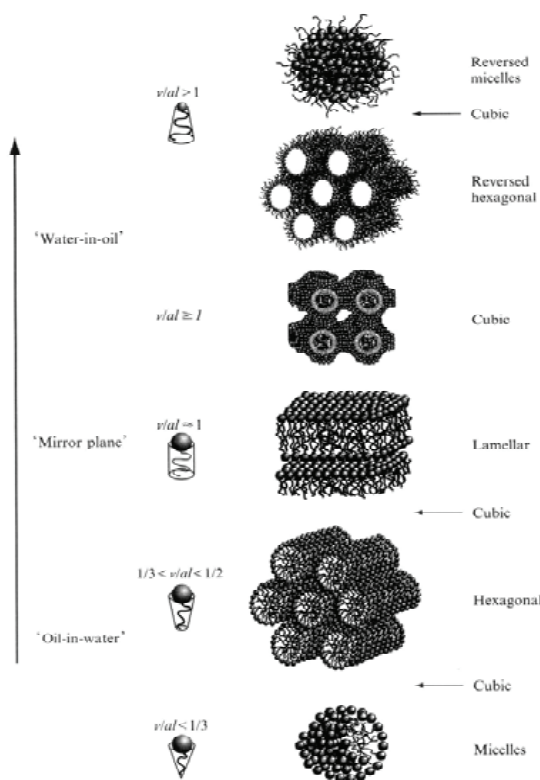 Reversed
micelles
v/al > 1
Cubic
Reversed
hexagonal
'Water-in-oil'
v/al ≧ 1
Cubic
v/al ≈ 1
'Mirror plane'
Lamellar
Cubic
1/3 < v/al < 1/2
Hexagonal
'Oil-in-water'
Cubic
v/al < 1/3
Micelles